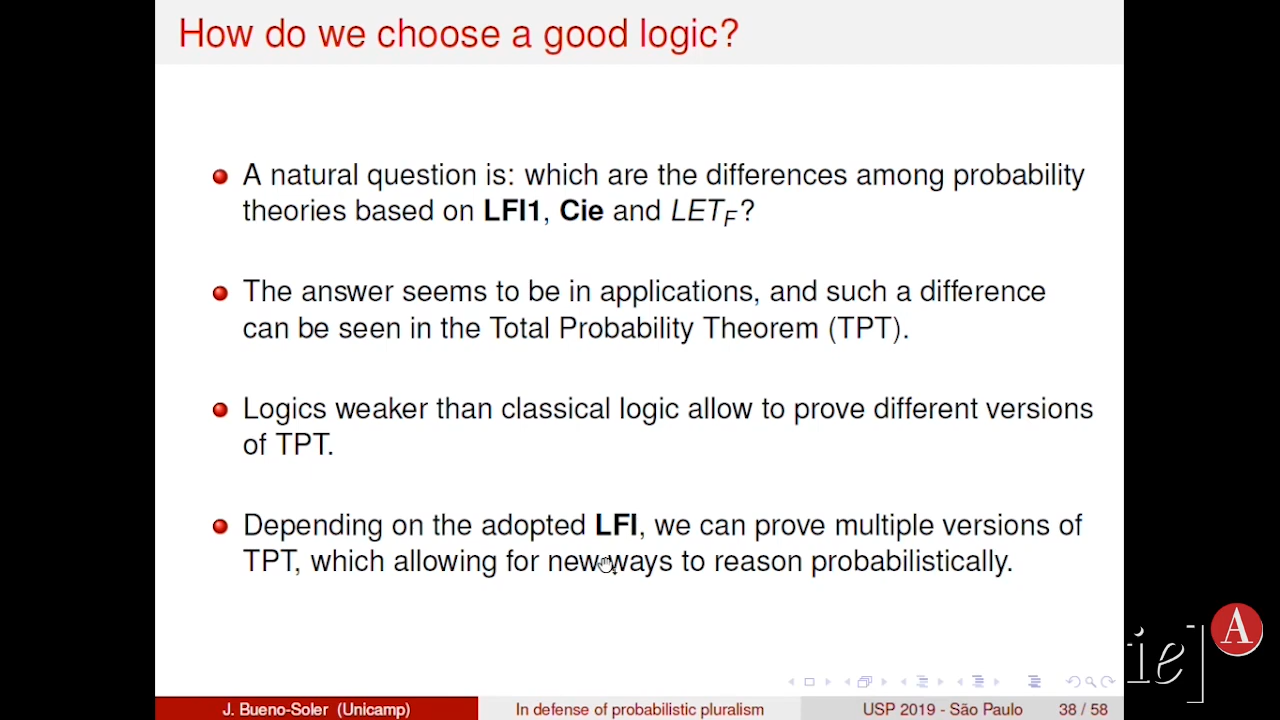 How do we choose a good logic?
A natural question is: which are the differences among probability
theories based on LFI1, Cie and LET_F?
The answer seems to be in applications, and such a difference
can be seen in the Total Probability Theorem (TPT).
Logics weaker than classical logic allow to prove different versions
of TPT.
Depending on the adopted LFI, we can prove multiple versions of
TPT, which allowing for new ways to reason probabilistically.
ie]
A
J. Bueno-Soler (Unicamp) In defense of probabilistic pluralism USP 2019 - São Paulo 38 / 58